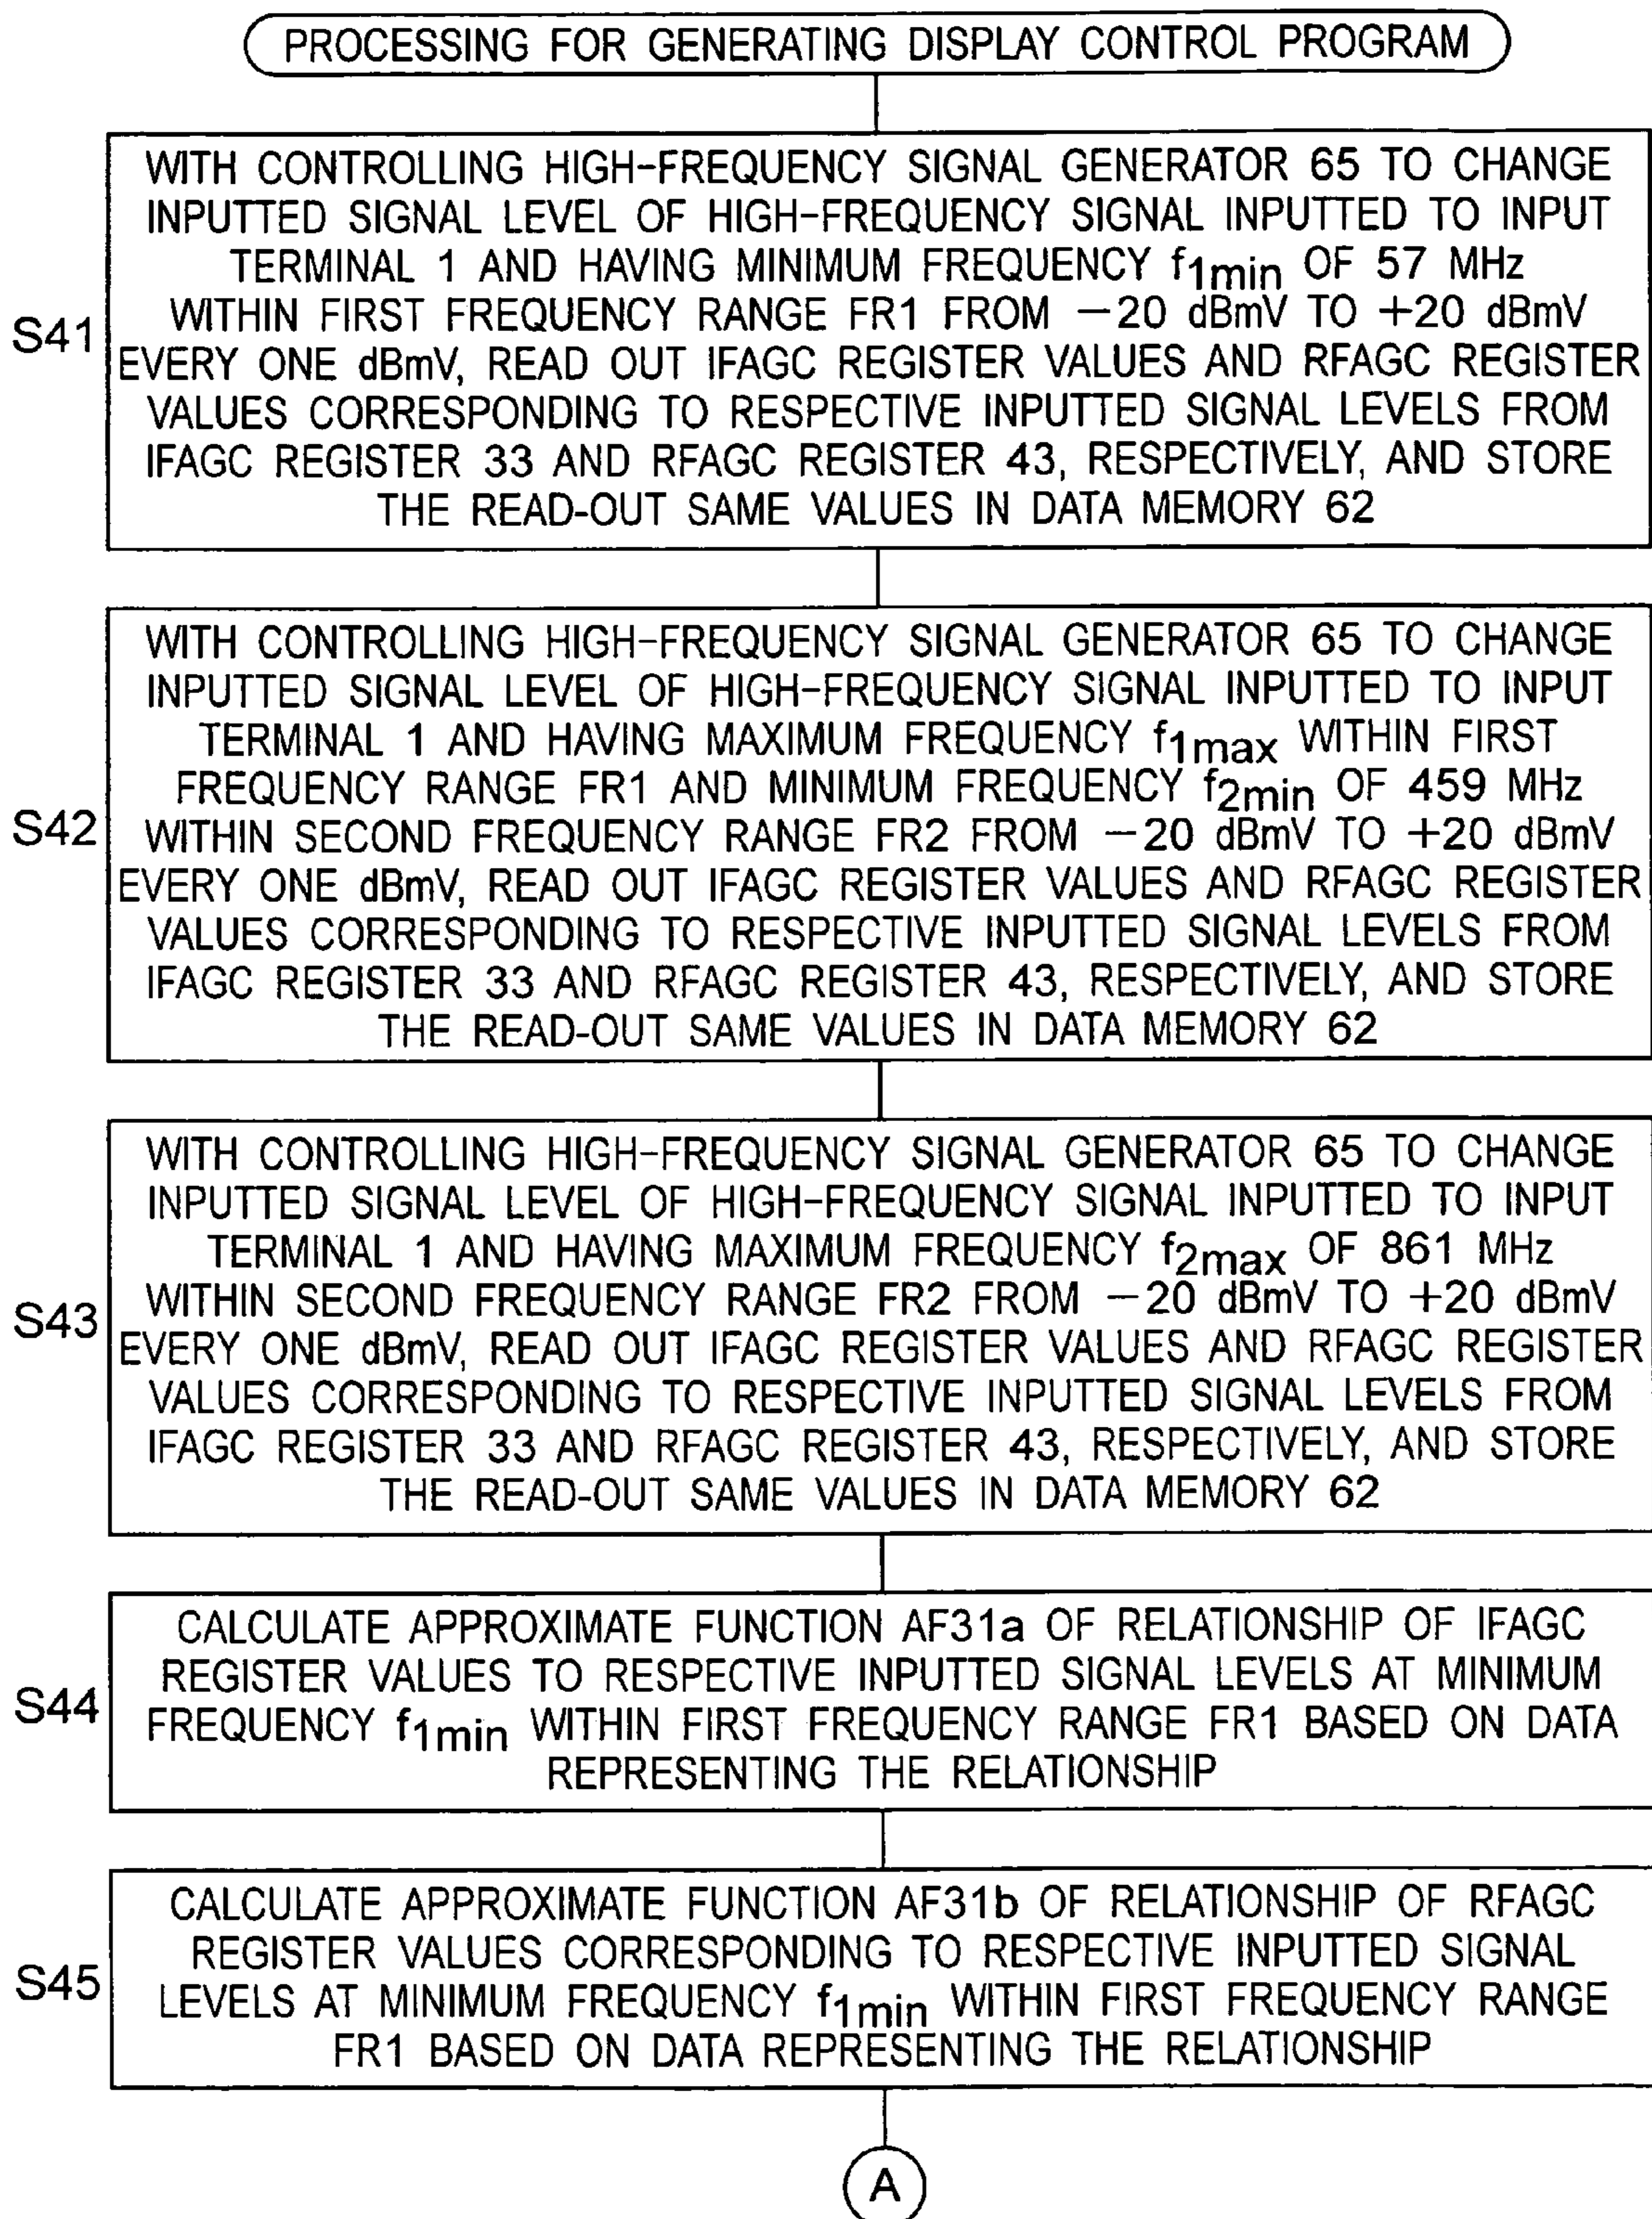 PROCESSING FOR GENERATING DISPLAY CONTROL PROGRAM
S41
WITH CONTROLLING HIGH-FREQUENCY SIGNAL GENERATOR 65 TO CHANGE
INPUTTED SIGNAL LEVEL OF HIGH-FREQUENCY SIGNAL INPUTTED TO INPUT
TERMINAL 1 AND HAVING MINIMUM FREQUENCY f1min OF 57 MHz
WITHIN FIRST FREQUENCY RANGE FR1 FROM −20 dBmV TO +20 dBmV
EVERY ONE dBmV, READ OUT IFAGC REGISTER VALUES AND RFAGC REGISTER
VALUES CORRESPONDING TO RESPECTIVE INPUTTED SIGNAL LEVELS FROM
IFAGC REGISTER 33 AND RFAGC REGISTER 43, RESPECTIVELY, AND STORE
THE READ-OUT SAME VALUES IN DATA MEMORY 62
S42
WITH CONTROLLING HIGH-FREQUENCY SIGNAL GENERATOR 65 TO CHANGE
INPUTTED SIGNAL LEVEL OF HIGH-FREQUENCY SIGNAL INPUTTED TO INPUT
TERMINAL 1 AND HAVING MAXIMUM FREQUENCY f1max WITHIN FIRST
FREQUENCY RANGE FR1 AND MINIMUM FREQUENCY f2min OF 459 MHz
WITHIN SECOND FREQUENCY RANGE FR2 FROM −20 dBmV TO +20 dBmV
EVERY ONE dBmV, READ OUT IFAGC REGISTER VALUES AND RFAGC REGISTER
VALUES CORRESPONDING TO RESPECTIVE INPUTTED SIGNAL LEVELS FROM
IFAGC REGISTER 33 AND RFAGC REGISTER 43, RESPECTIVELY, AND STORE
THE READ-OUT SAME VALUES IN DATA MEMORY 62
S43
WITH CONTROLLING HIGH-FREQUENCY SIGNAL GENERATOR 65 TO CHANGE
INPUTTED SIGNAL LEVEL OF HIGH-FREQUENCY SIGNAL INPUTTED TO INPUT
TERMINAL 1 AND HAVING MAXIMUM FREQUENCY f2max OF 861 MHz
WITHIN SECOND FREQUENCY RANGE FR2 FROM −20 dBmV TO +20 dBmV
EVERY ONE dBmV, READ OUT IFAGC REGISTER VALUES AND RFAGC REGISTER
VALUES CORRESPONDING TO RESPECTIVE INPUTTED SIGNAL LEVELS FROM
IFAGC REGISTER 33 AND RFAGC REGISTER 43, RESPECTIVELY, AND STORE
THE READ-OUT SAME VALUES IN DATA MEMORY 62
S44
CALCULATE APPROXIMATE FUNCTION AF31a OF RELATIONSHIP OF IFAGC
REGISTER VALUES TO RESPECTIVE INPUTTED SIGNAL LEVELS AT MINIMUM
FREQUENCY f1min WITHIN FIRST FREQUENCY RANGE FR1 BASED ON DATA
REPRESENTING THE RELATIONSHIP
S45
CALCULATE APPROXIMATE FUNCTION AF31b OF RELATIONSHIP OF RFAGC
REGISTER VALUES CORRESPONDING TO RESPECTIVE INPUTTED SIGNAL
LEVELS AT MINIMUM FREQUENCY f1min WITHIN FIRST FREQUENCY RANGE
FR1 BASED ON DATA REPRESENTING THE RELATIONSHIP
A